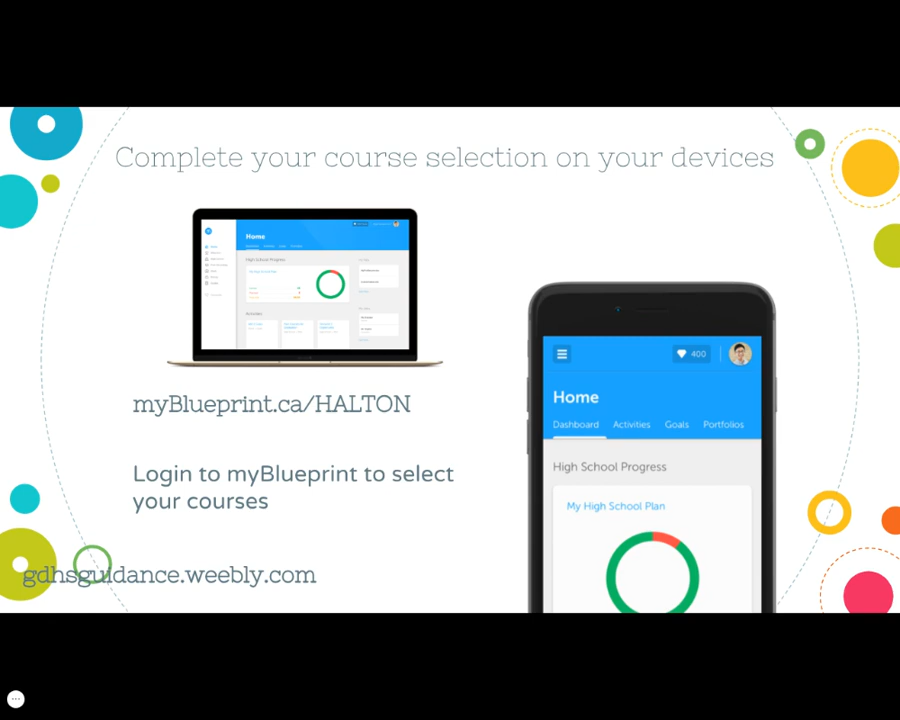 Complete your course selection on your devices
Home
High School Progress
myBlueprint.ca/HALTON
Login to myBlueprint to select
your courses
gdhsguidance.weebly.com
400
Home
Dashboard Activities Goals Portfolios
High School Progress
My High School Plan